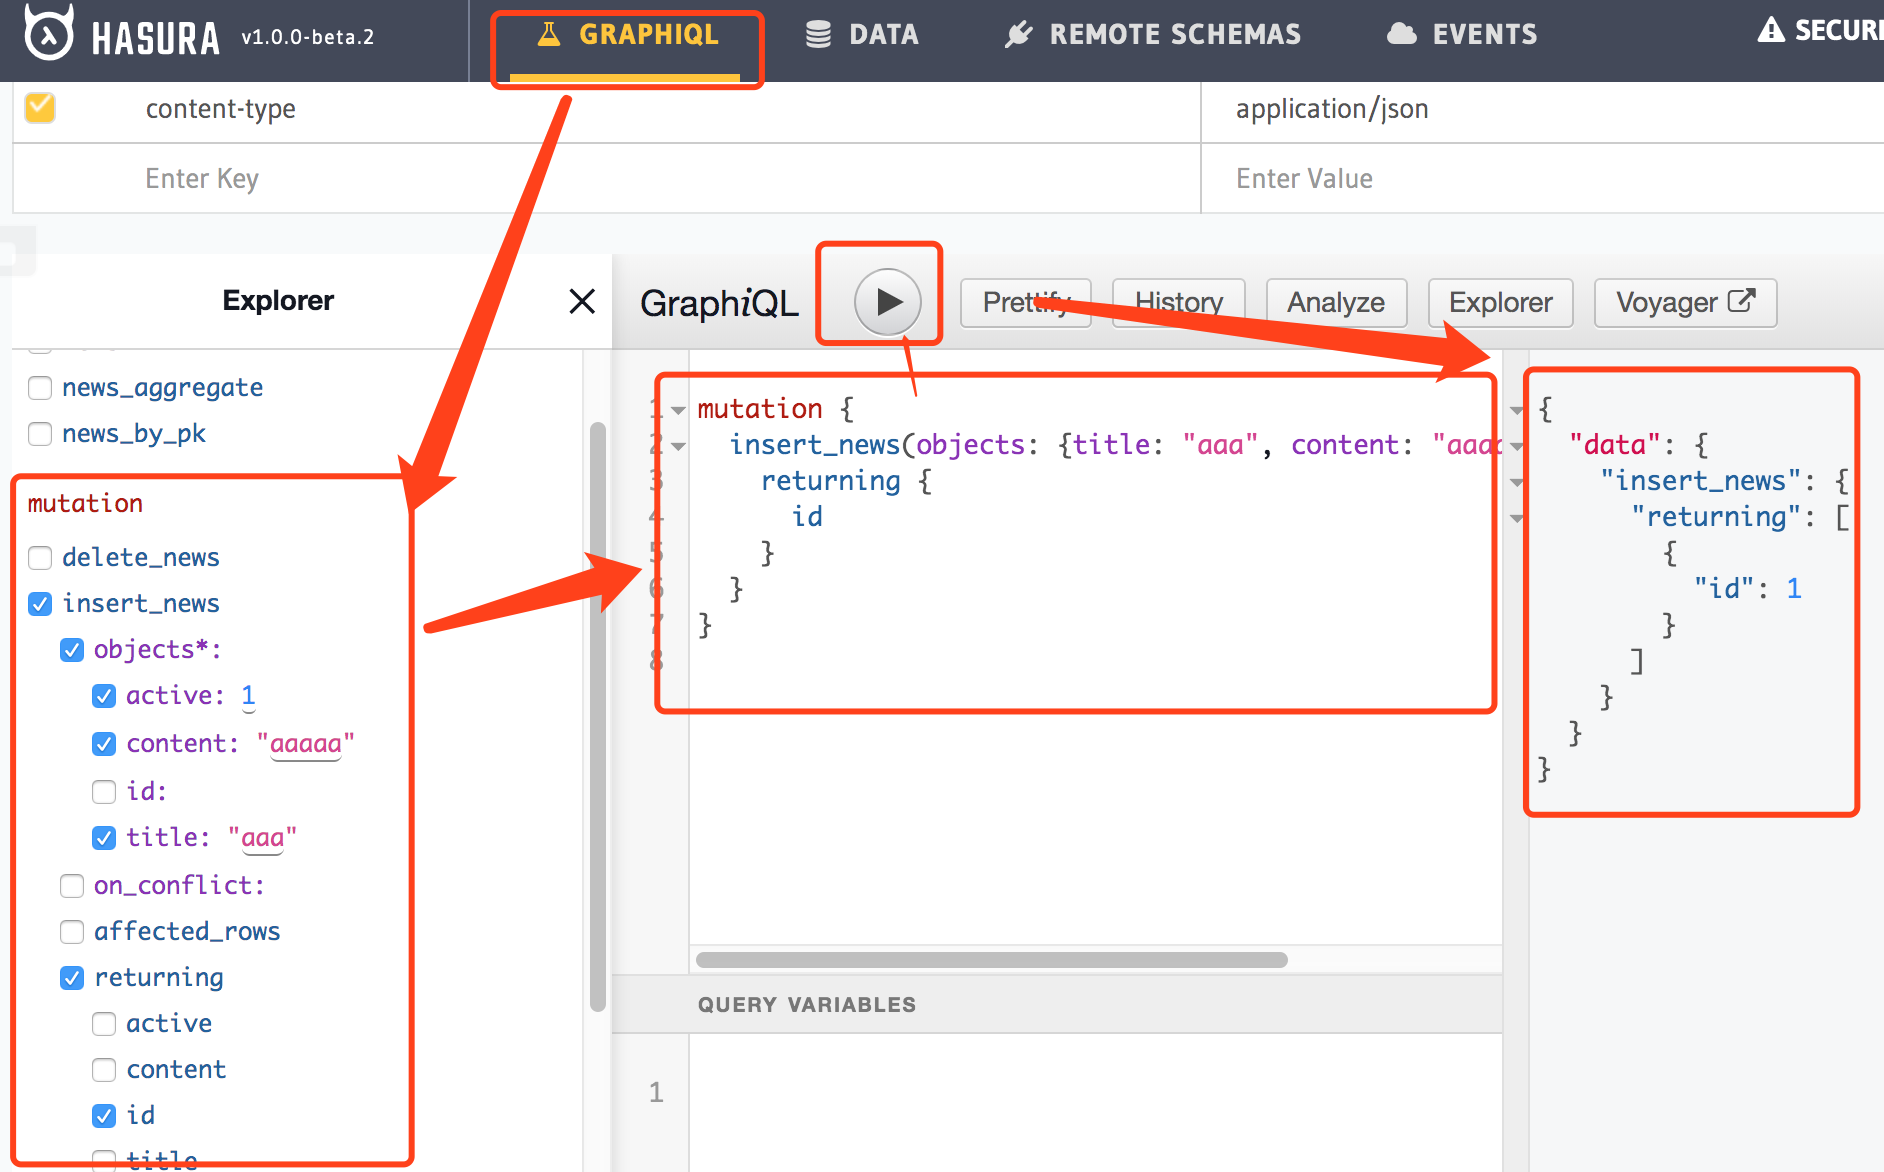 HASURA v1.0.0-beta.2 GRAPHIQL DATA REMOTE SCHEMAS EVENTS SECUR
content-type application/json
Enter Key Enter Value
Explorer
GraphiQL Prettify History Analyze Explorer Voyager
news_aggregate
news_by_pk
mutation
delete_news
insert_news
objects*:
active: 1
content: "aaaaa"
id:
title: "aaa"
on_conflict:
affected_rows
returning
active
content
id
title
1 mutation {
2 insert_news(objects: {title: "aaa", content: "aaaa
3 returning {
4 id
5 }
6 }
7 }
8
QUERY VARIABLES
1
{
"data": {
"insert_news": {
"returning": [
{
"id": 1
}
]
}
}
}